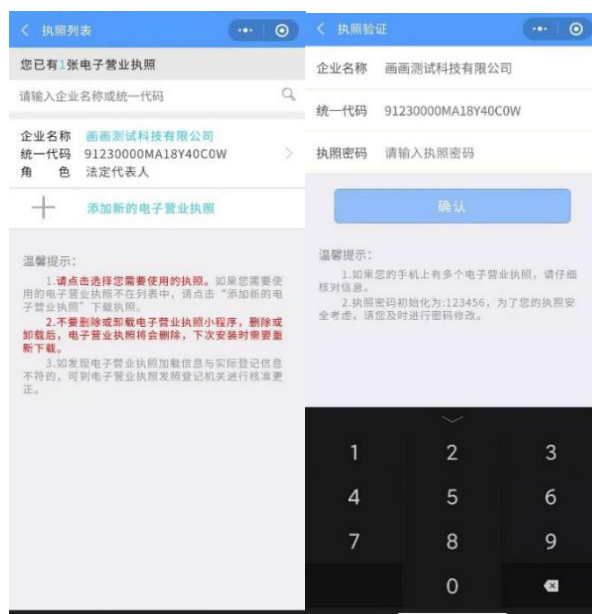 执照列表
您已有1张电子营业执照
请输入企业名称或统一代码
企业名称 画画测试科技有限公司
统一代码 91230000MA18Y40C0W
角 色 法定代表人
添加新的电子营业执照
温馨提示:
1.请点击选择您需要使用的执照。如果您需要使
用的电子营业执照不在列表中，请点击“添加新的电
子营业执照”下载执照。
2.不要删除或卸载电子营业执照小程序，删除或
卸载后，电子营业执照将会删除，下次安装时需要重
新下载。
3.如发现电子营业执照加载信息与实际登记信息
不符的，可到电子营业执照发照登记机关进行核准更
正。
执照验证
企业名称 画画测试科技有限公司
统一代码 91230000MA18Y40C0W
执照密码 请输入执照密码
确认
温馨提示:
1.如果您的手机上有多个电子营业执照，请仔细
核对信息。
2.执照密码初始化为:123456，为了您的执照安
全考虑，请您及时进行密码修改。
1 2 3
4 5 6
7 8 9
0